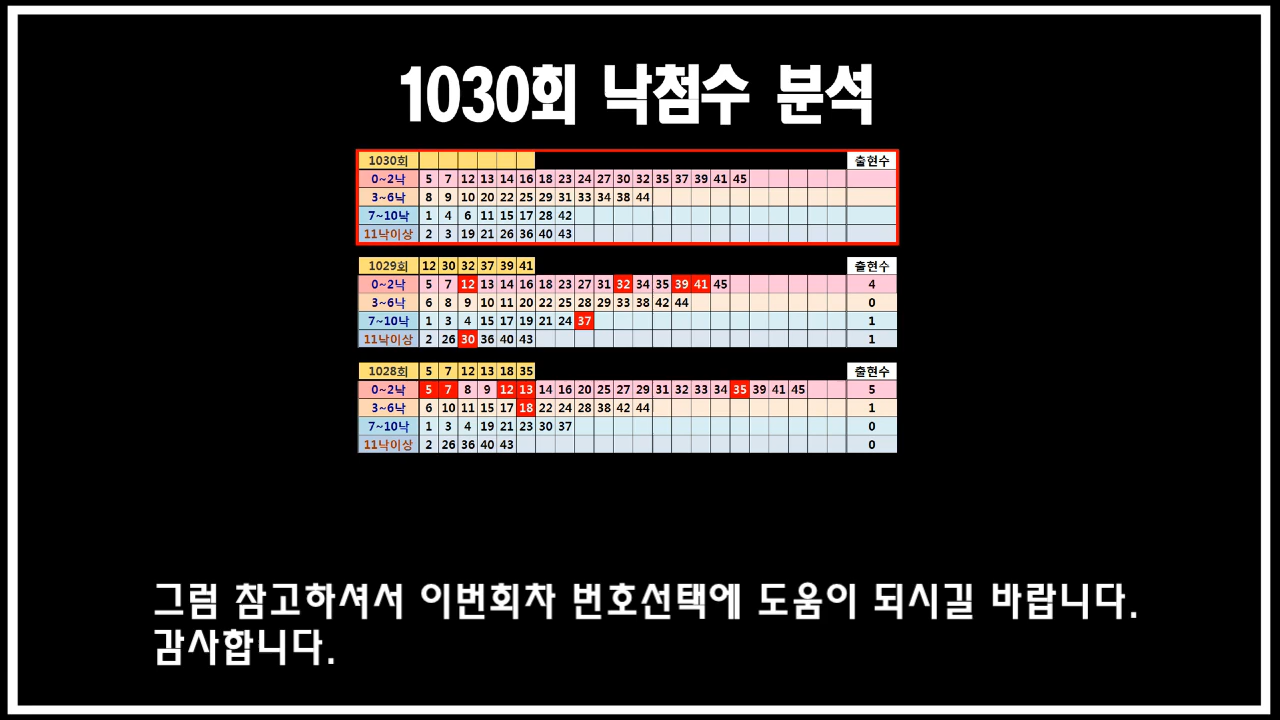 1030회 낙첨수 분석
1030회 출현수
0~2낙 5 7 12 13 14 16 18 23 24 27 30 32 35 37 39 41 45
3~6낙 8 9 10 20 22 25 29 31 33 34 38 44
7~10낙 1 4 6 11 15 17 28 42
11낙이상 2 3 19 21 26 36 40 43
1029회 12 30 32 37 39 41 출현수
0~2낙 5 7 12 13 14 16 18 23 27 31 32 34 35 39 41 45 4
3~6낙 6 8 9 10 11 20 22 25 28 29 33 38 42 44 0
7~10낙 1 3 4 15 17 19 21 24 37 1
11낙이상 2 26 30 36 40 43 1
1028회 5 7 12 13 18 35 출현수
0~2낙 5 7 8 9 12 13 14 16 20 25 27 29 31 32 33 34 35 39 41 45 5
3~6낙 6 10 11 15 17 18 22 24 28 38 42 44 1
7~10낙 1 3 4 19 21 23 30 37 0
11낙이상 2 26 36 40 43 0
그럼 참고하셔서 이번회차 번호선택에 도움이 되시길 바랍니다.
감사합니다.